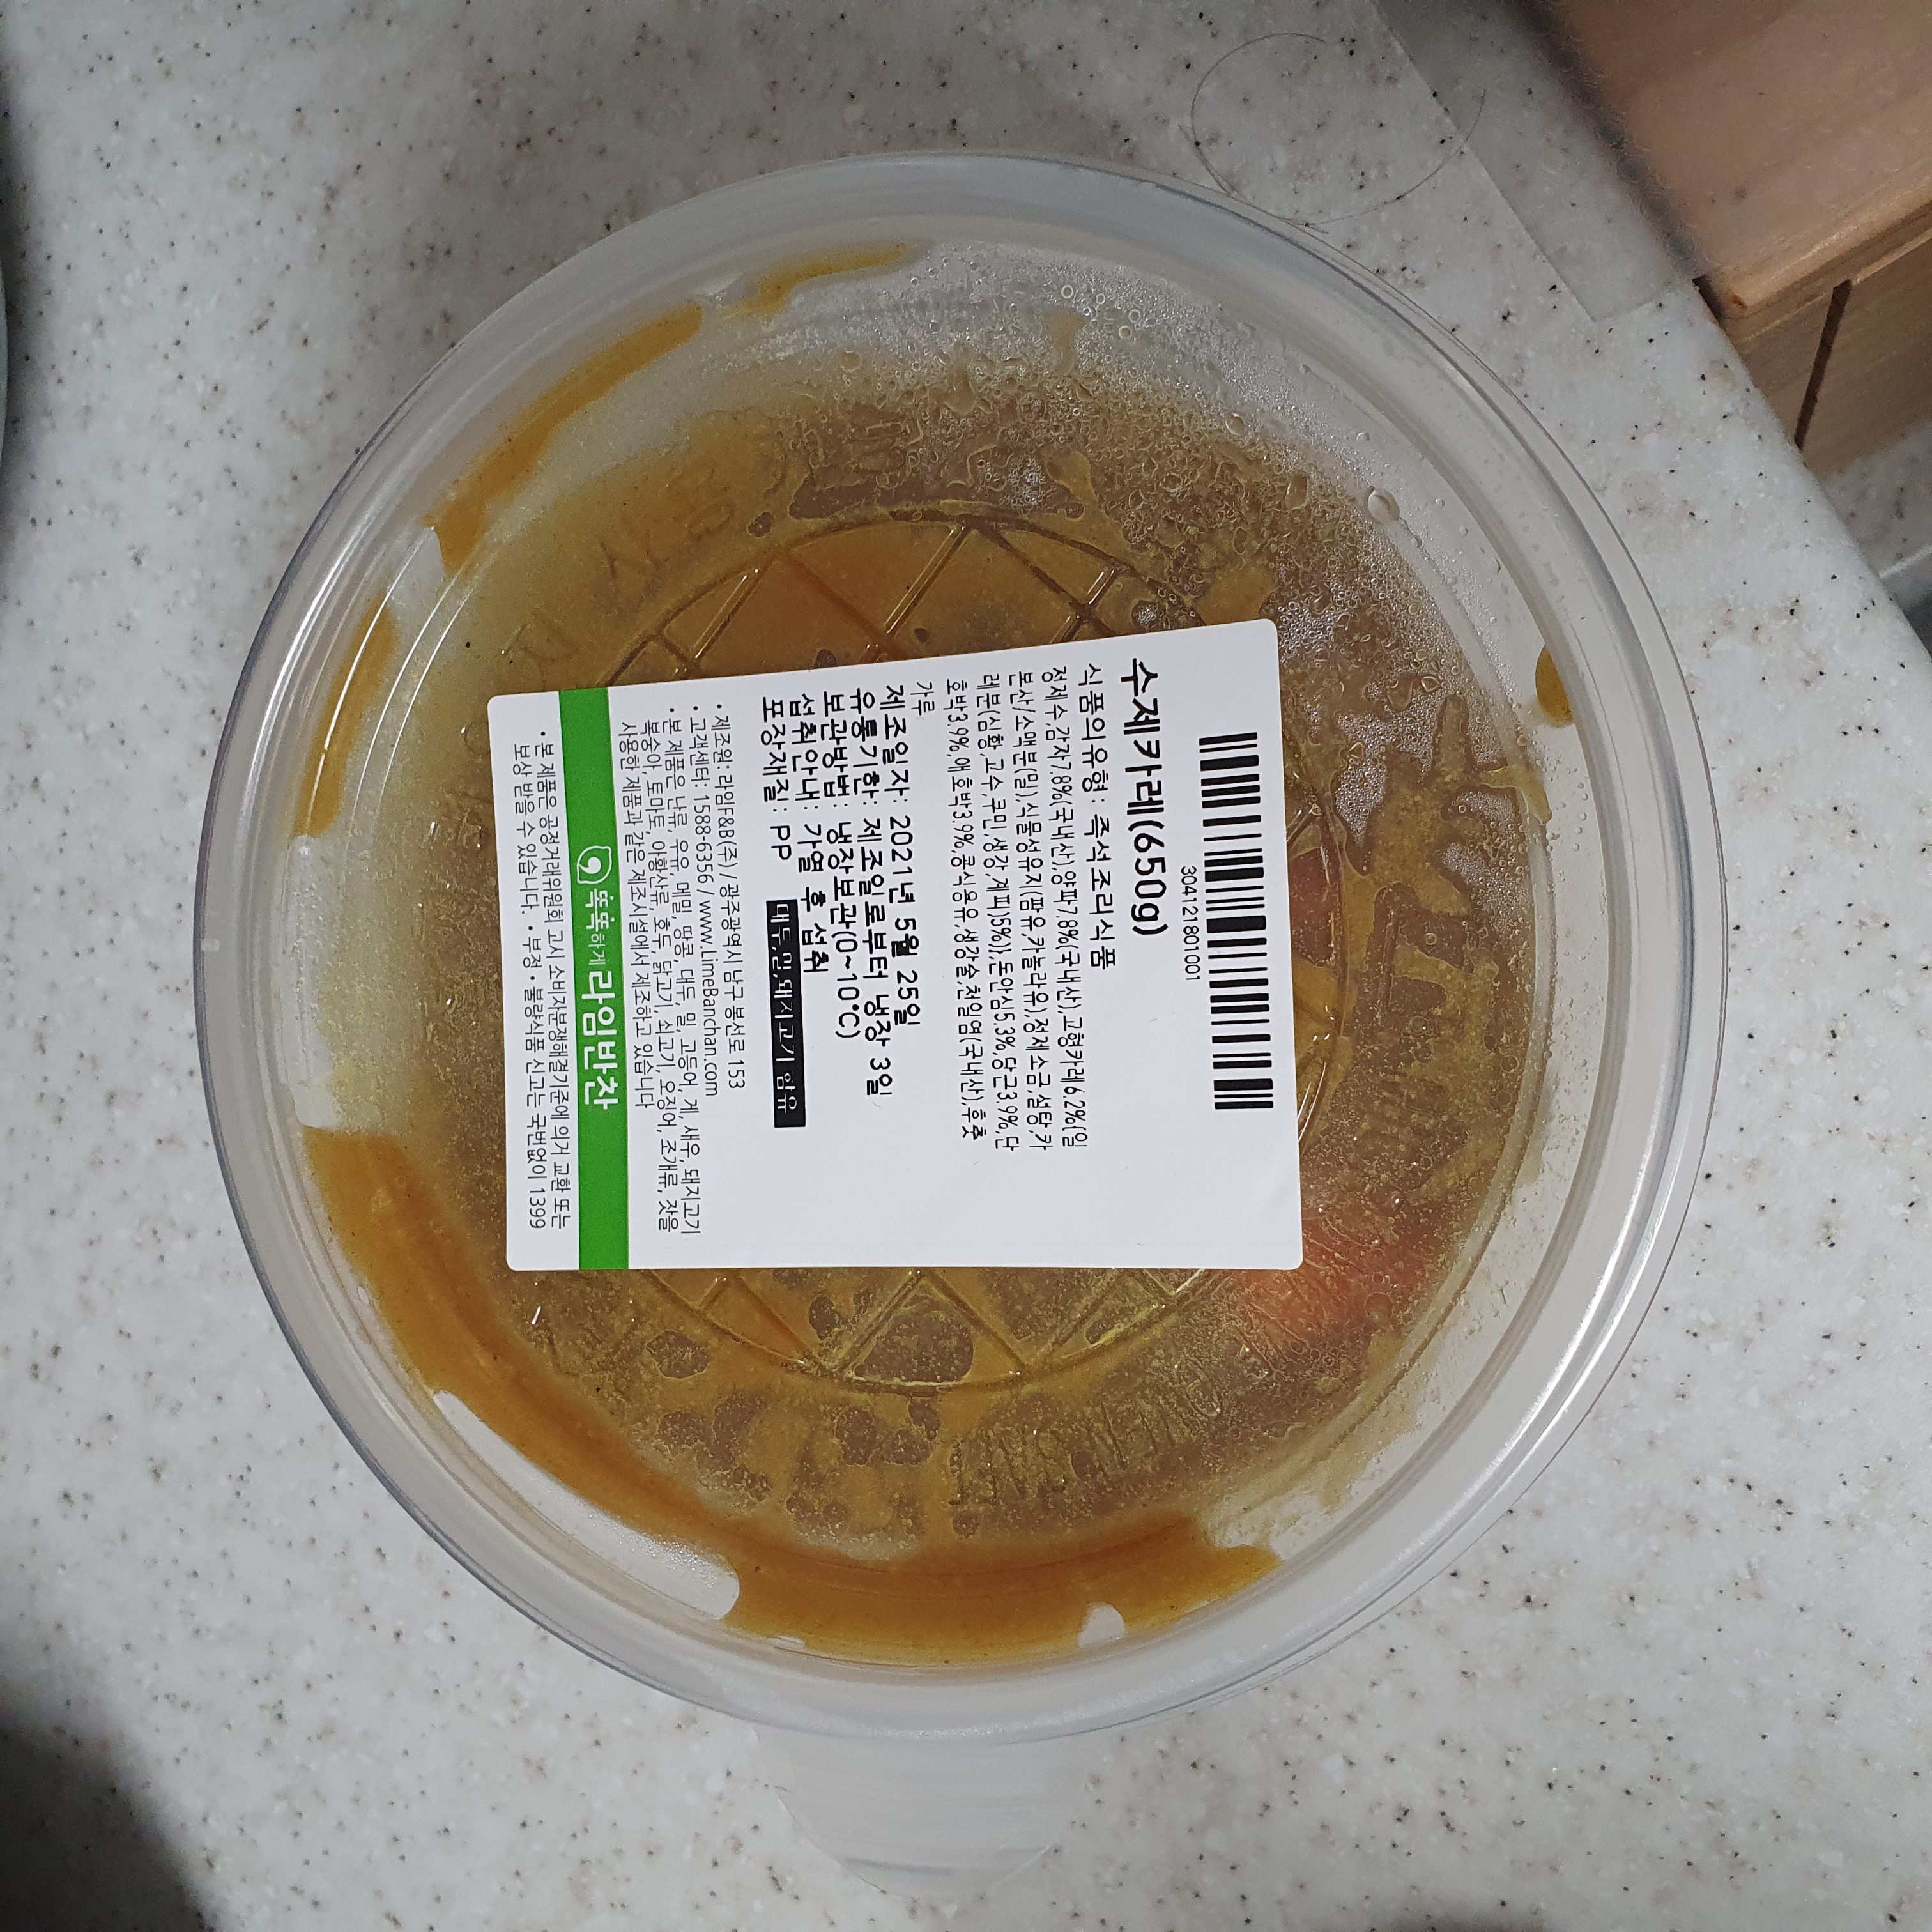 3041218011001
수제카레(650g)
식품의유형: 즉석조리식품
정제수,감자7.8%(국내산),양파7.8%(국내산),고형카레6.2%{일
본산/소맥분(밀),식물성유지(팜유,카놀라유),정제소금,설탕,카
레분(심황,고수,쿠민,생강,계피)5%},돈안심5.3%,당근3.9%,단
호박3.9%,애호박3.9%,콩식용유,생강술,천일염(국내산),후춧
가루
제조일자: 2021년 5월 25일
유통기한: 제조일로부터 냉장 3일
보관방법: 냉장보관(0~10℃)
섭취안내: 가열 후 섭취
포장재질: PP 대두,밀,돼지고기 함유
• 제조원: 라임F&B(주) / 광주광역시 남구 봉선로 153
• 고객센터: 1588-6356 / www.LimeBanchan.com
• 본 제품은 난류, 우유, 메밀, 땅콩, 대두, 밀, 고등어, 게, 새우, 돼지고기
복숭아, 토마토, 아황산류, 호두, 닭고기, 쇠고기, 오징어, 조개류, 잣을
사용한 제품과 같은 제조시설에서 제조하고 있습니다
똑똑하게 라임반찬
• 본 제품은 공정거래위원회 고시 소비자분쟁해결기준에 의거 교환 또는
보상 받을 수 있습니다. • 부정 • 불량식품 신고는 국번없이 1399